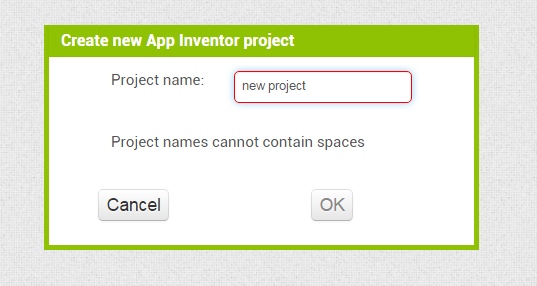 Create new App Inventor project
Project name: new project
Project names cannot contain spaces
Cancel OK